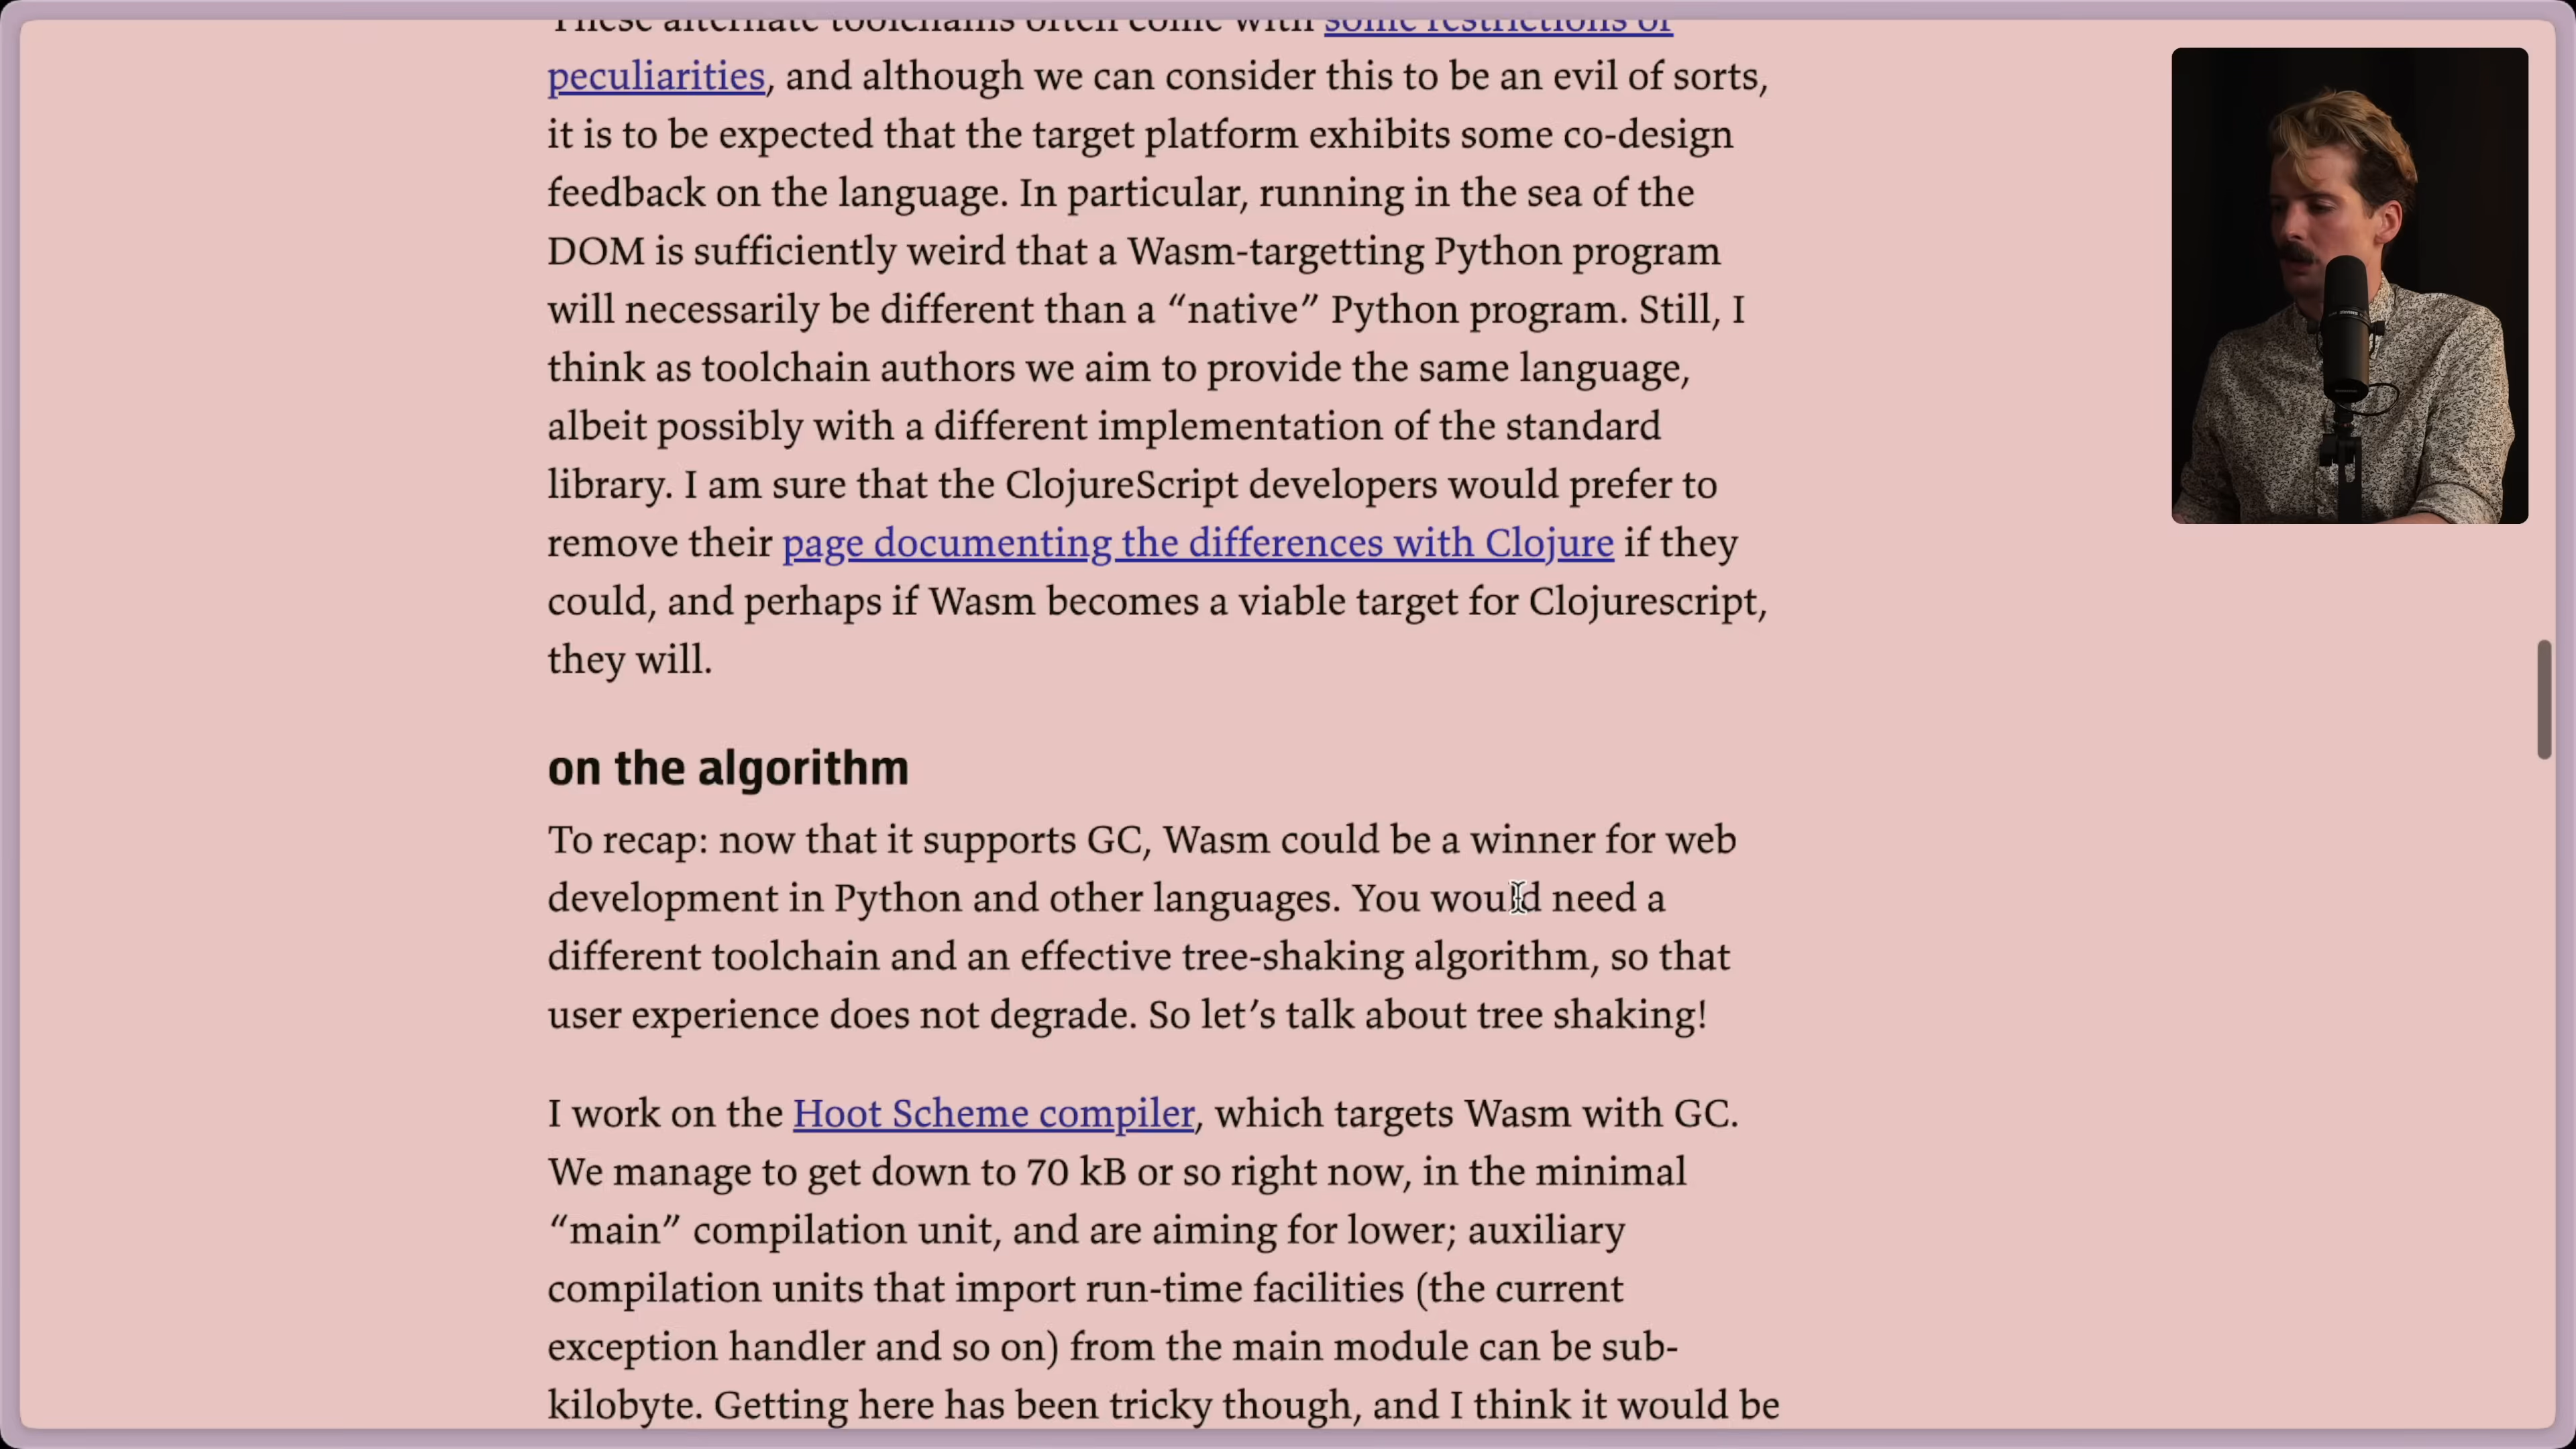 These alternate toolchains often come with some restrictions or
peculiarities, and although we can consider this to be an evil of sorts,
it is to be expected that the target platform exhibits some co-design
feedback on the language. In particular, running in the sea of the
DOM is sufficiently weird that a Wasm-targetting Python program
will necessarily be different than a “native” Python program. Still, I
think as toolchain authors we aim to provide the same language,
albeit possibly with a different implementation of the standard
library. I am sure that the ClojureScript developers would prefer to
remove their page documenting the differences with Clojure if they
could, and perhaps if Wasm becomes a viable target for Clojurescript,
they will.
on the algorithm
To recap: now that it supports GC, Wasm could be a winner for web
development in Python and other languages. You would need a
different toolchain and an effective tree-shaking algorithm, so that
user experience does not degrade. So let’s talk about tree shaking!
I work on the Hoot Scheme compiler, which targets Wasm with GC.
We manage to get down to 70 kB or so right now, in the minimal
“main” compilation unit, and are aiming for lower; auxiliary
compilation units that import run-time facilities (the current
exception handler and so on) from the main module can be sub-
kilobyte. Getting here has been tricky though, and I think it would be